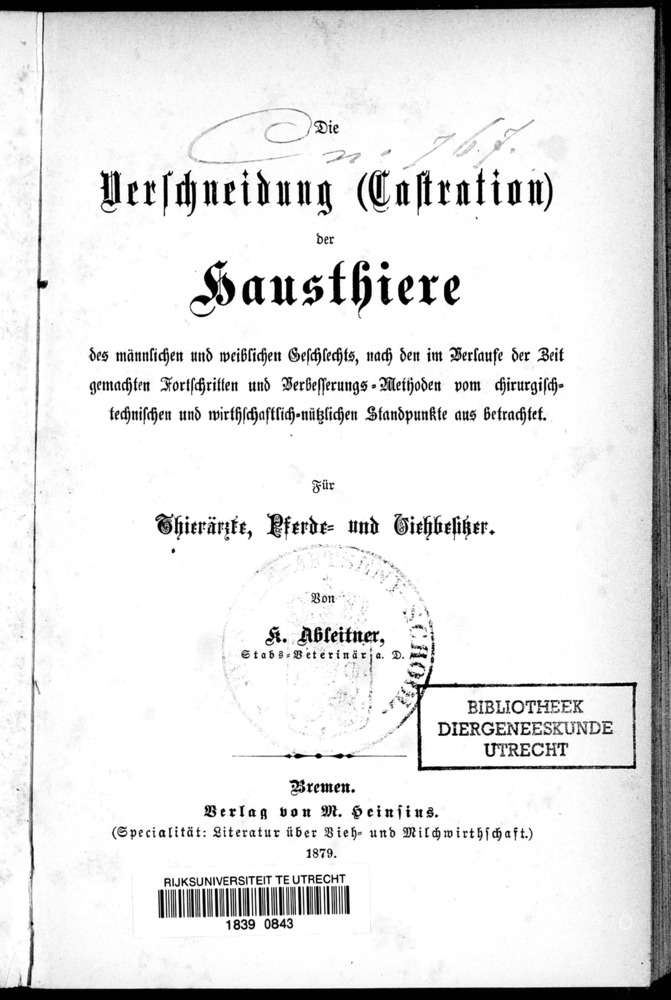 Die
C n° 767.
Verschneidung (Castration)
der
Hausthiere
des männlichen und weiblichen Geschlechts, nach den im Verlaufe der Zeit
gemachten Fortschritten und Verbesserungs-Methoden vom chirurgisch-
technischen und wirthschaftlich-nützlichen Standpunkte aus betrachtet.
Für
Thierärzte, Pferde- und Viehbesitzer.
Von
K. Ableitner,
Stabs-Veterinär a. D.
BIBLIOTHEEK
DIERGENEESKUNDE
UTRECHT
Bremen.
Verlag von M. Heinsius.
(Specialität: Literatur über Vieh- und Milchwirthschaft.)
1879.
RIJKSUNIVERSITEIT TE UTRECHT
1839 0843